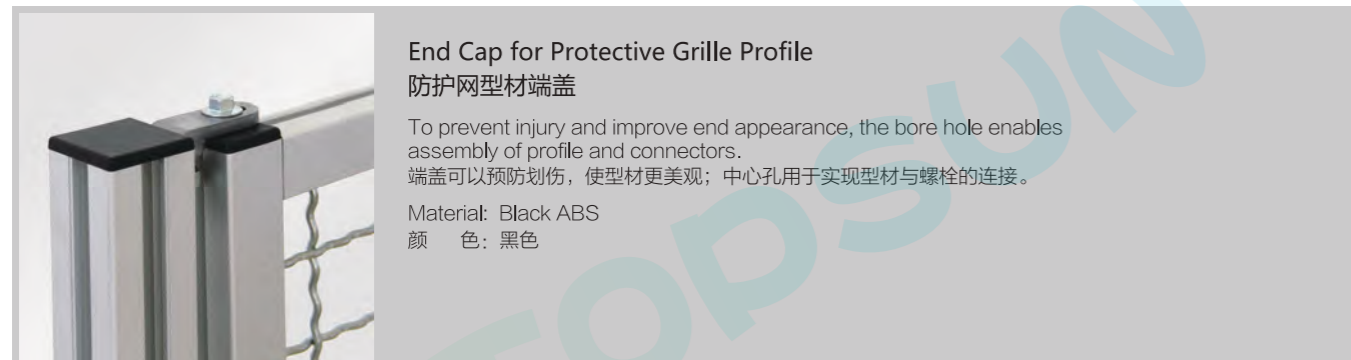 End Cap for Protective Grille Profile
防护网型材端盖
To prevent injury and improve end appearance, the bore hole enables
assembly of profile and connectors.
端盖可以预防划伤，使型材更美观；中心孔用于实现型材与螺栓的连接。
Material: Black ABS
颜 色：黑色
TOPSUN